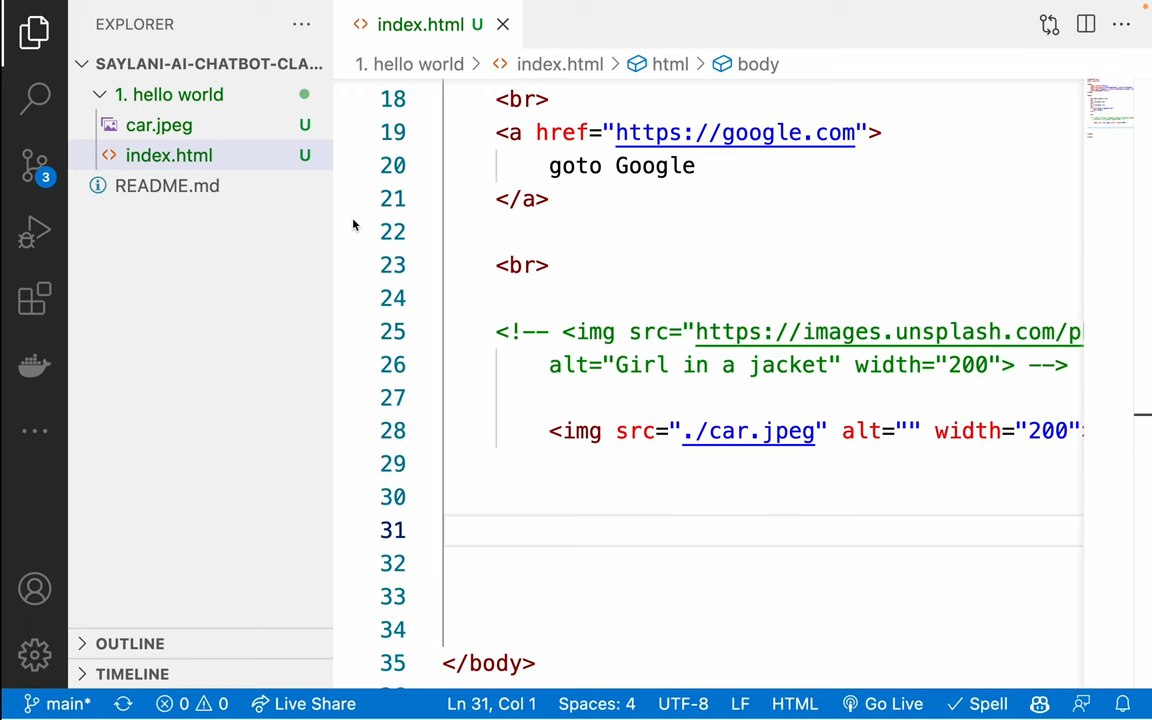 EXPLORER
SAYLANI-AI-CHATBOT-CLA...
1. hello world
car.jpeg U
index.html U
README.md
OUTLINE
TIMELINE
3
index.html U
1. hello world > index.html > html > body
18 <br>
19 <a href="https://google.com">
20 goto Google
21 </a>
22
23 <br>
24
25 <!-- <img src="https://images.unsplash.com/p
26 alt="Girl in a jacket" width="200"> -->
27
28 <img src="./car.jpeg" alt="" width="200"
29
30
31
32
33
34
35 </body>
main* 0 0 Live Share Ln 31, Col 1 Spaces: 4 UTF-8 LF HTML Go Live Spell